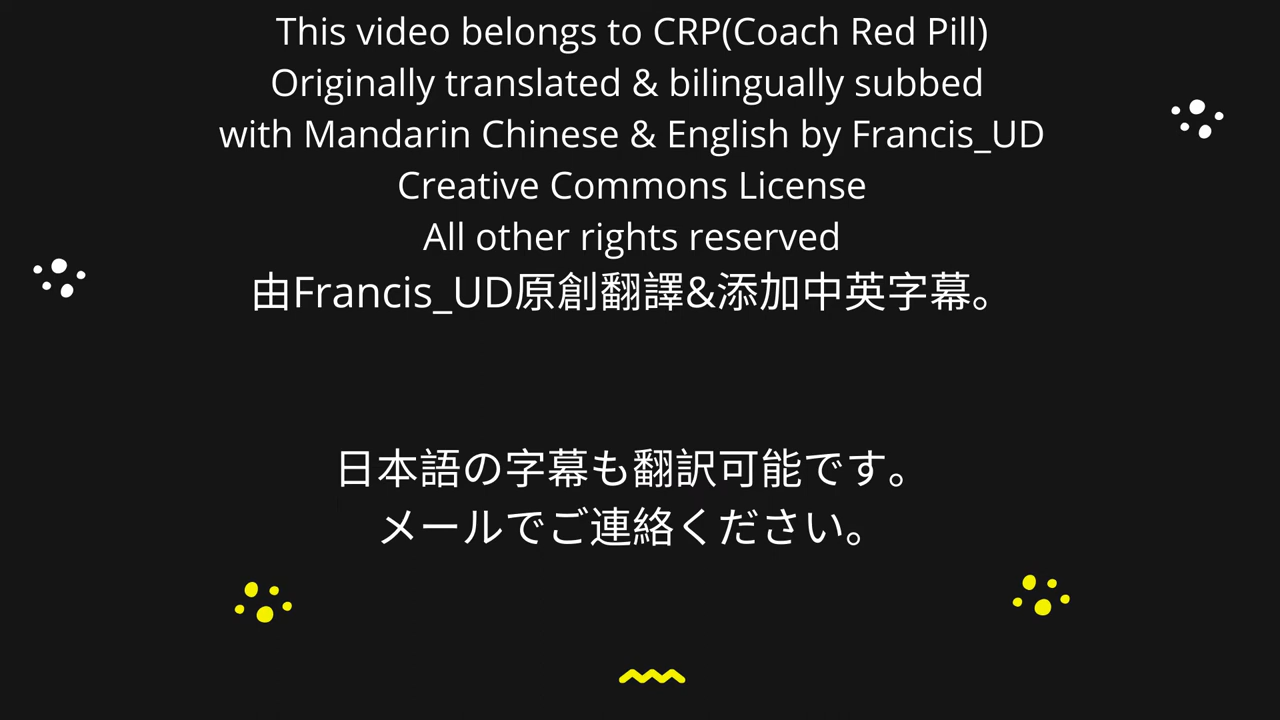 This video belongs to CRP(Coach Red Pill)
Originally translated & bilingually subbed
with Mandarin Chinese & English by Francis_UD
Creative Commons License
All other rights reserved
由Francis_UD原創翻譯&添加中英字幕。
日本語の字幕も翻訳可能です。
メールでご連絡ください。